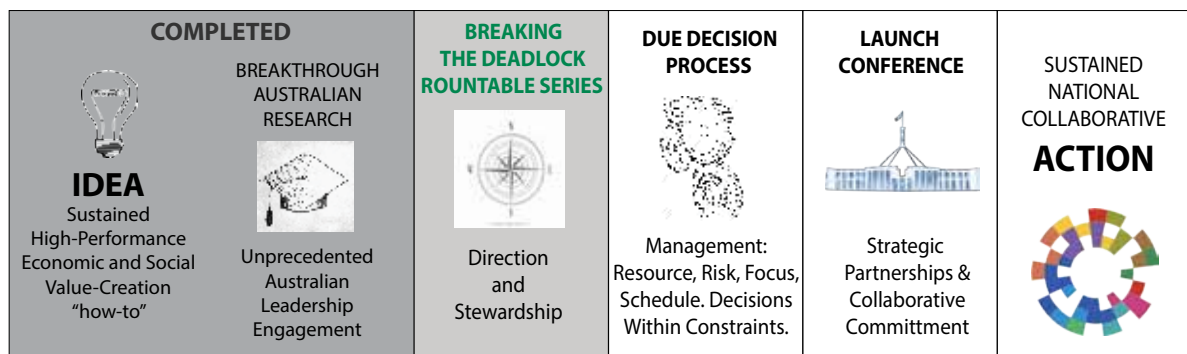 COMPLETED
IDEA
Sustained
High-Performance
Economic and Social
Value-Creation
“how-to”
BREAKTHROUGH
AUSTRALIAN
RESEARCH
Unprecedented
Australian
Leadership
Engagement
BREAKING
THE DEADLOCK
ROUNTABLE SERIES
Direction
and
Stewardship
DUE DECISION
PROCESS
Management:
Resource, Risk, Focus,
Schedule. Decisions
Within Constraints.
LAUNCH
CONFERENCE
Strategic
Partnerships &
Collaborative
Committment
SUSTAINED
NATIONAL
COLLABORATIVE
ACTION